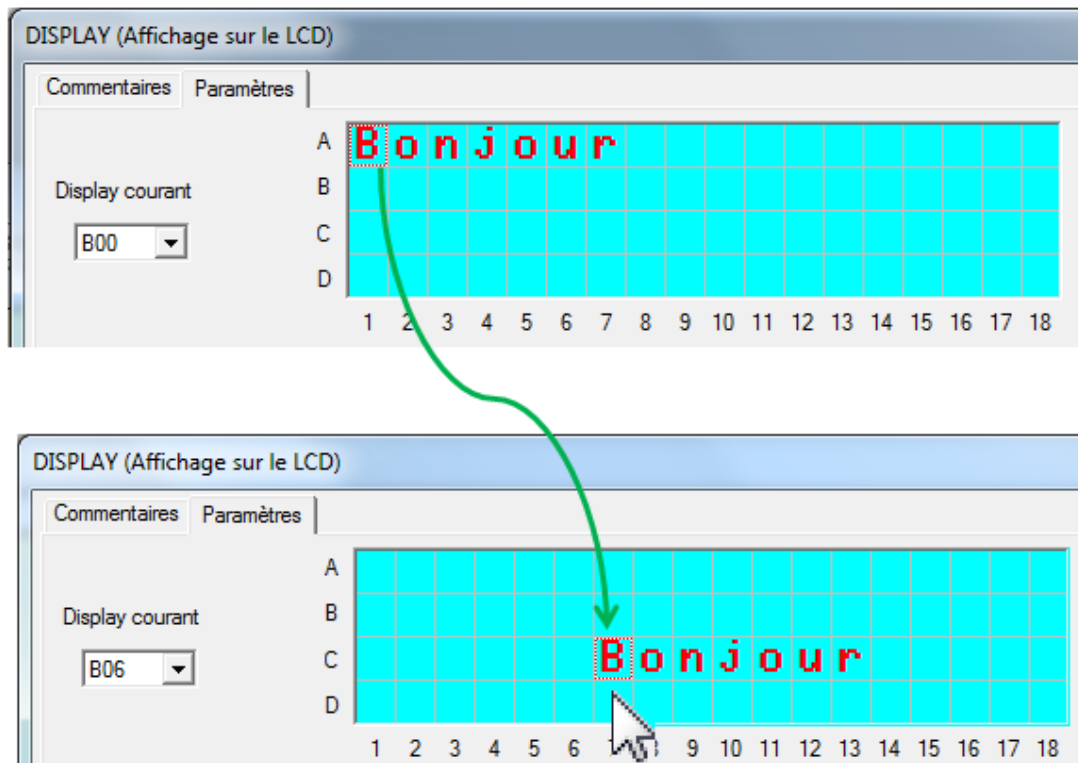 DISPLAY (Affichage sur le LCD)
Commentaires Paramètres
A Bonjour
Display courant B
B00 C
D
1 2 3 4 5 6 7 8 9 10 11 12 13 14 15 16 17 18
DISPLAY (Affichage sur le LCD)
Commentaires Paramètres
A
Display courant B
B06 C Bonjour
D
1 2 3 4 5 6 9 10 11 12 13 14 15 16 17 18